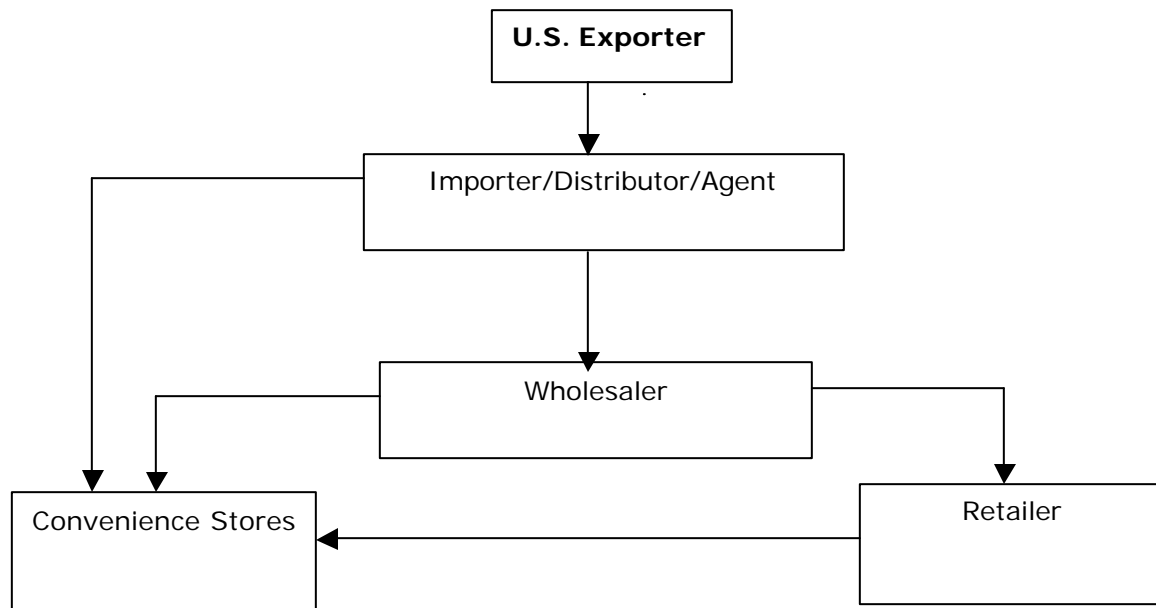 U.S. Exporter
Importer/Distributor/Agent
Wholesaler
Convenience Stores
Retailer